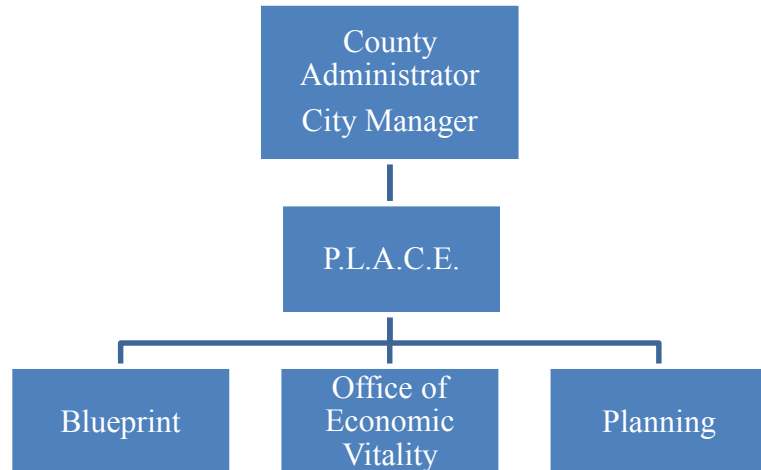 County
Administrator
City Manager
P.L.A.C.E.
Blueprint
Office of
Economic
Vitality
Planning